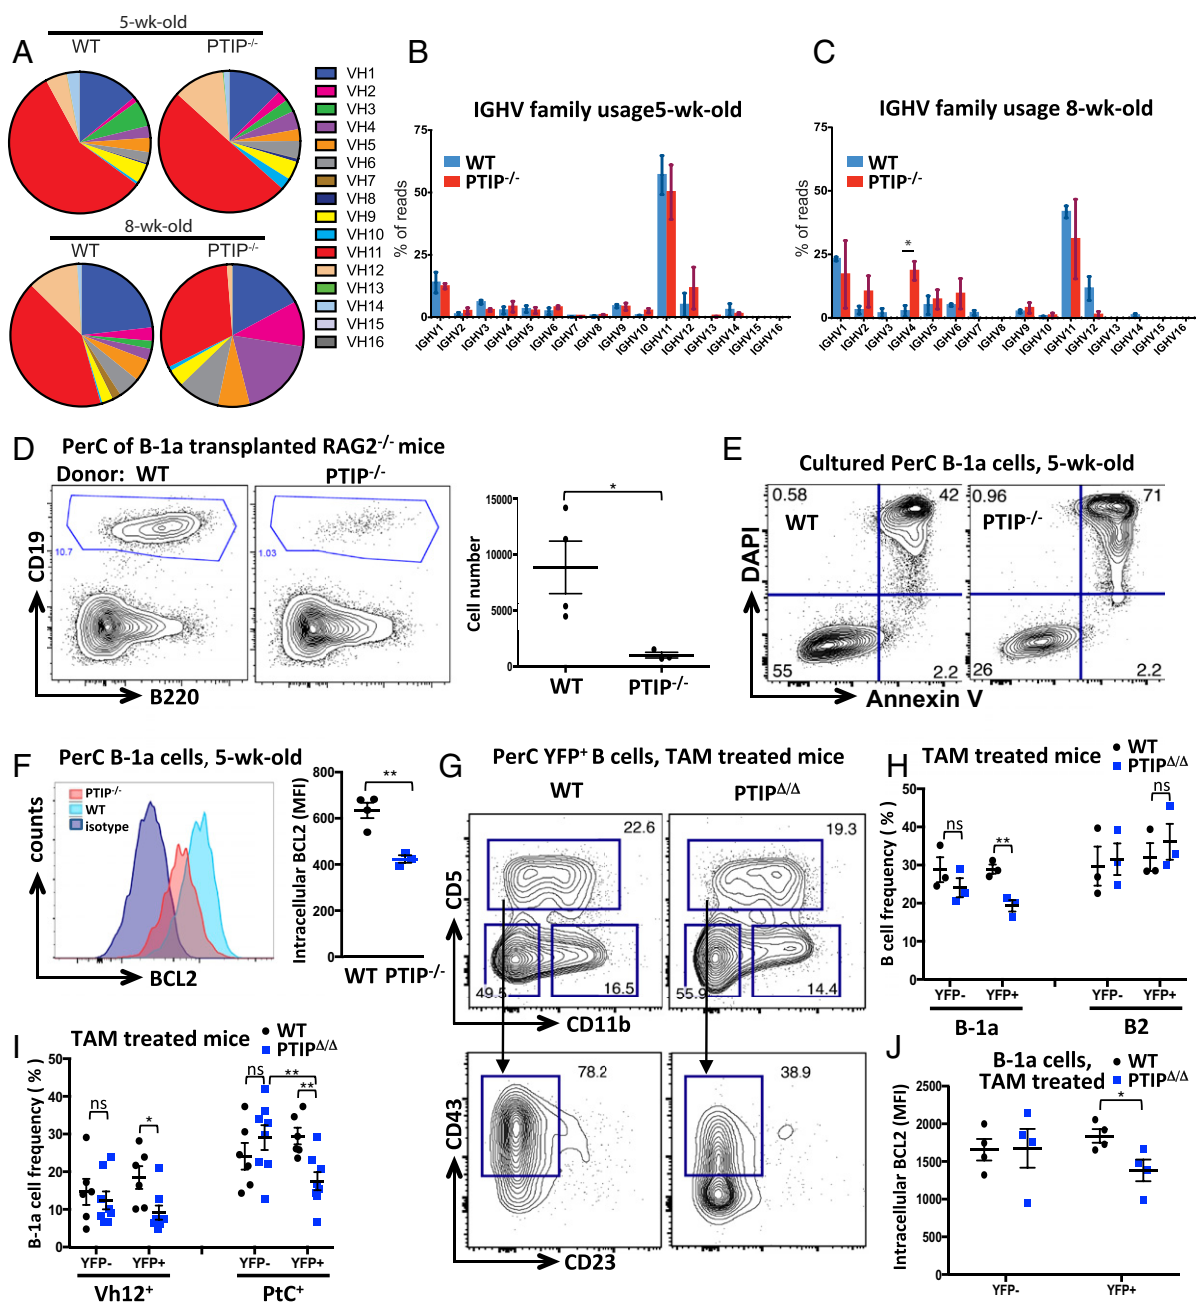 A
5-wk-old
WT
PTIP-/-
8-wk-old
WT
PTIP-/-
VH1
VH2
VH3
VH4
VH5
VH6
VH7
VH8
VH9
VH10
VH11
VH12
VH13
VH14
VH15
VH16
B
IGHV family usage5-wk-old
WT
PTIP-/-
% of reads
75
50
25
0
IGHV1
IGHV2
IGHV3
IGHV4
IGHV5
IGHV6
IGHV7
IGHV8
IGHV9
IGHV10
IGHV11
IGHV12
IGHV13
IGHV14
IGHV15
IGHV16
C
IGHV family usage 8-wk-old
WT
PTIP-/-
% of reads
75
50
25
0
*
IGHV1
IGHV2
IGHV3
IGHV4
IGHV5
IGHV6
IGHV7
IGHV8
IGHV9
IGHV10
IGHV11
IGHV12
IGHV13
IGHV14
IGHV15
IGHV16
D
PerC of B-1a transplanted RAG2-/- mice
Donor: WT
PTIP-/-
10.7
1.03
CD19
B220
Cell number
15000
10000
5000
0
*
WT
PTIP-/-
E
Cultured PerC B-1a cells, 5-wk-old
0.58
42
WT
55
2.2
0.96
71
PTIP-/-
26
2.2
DAPI
Annexin V
F
PerC B-1a cells, 5-wk-old
PTIP-/-
WT
isotype
counts
BCL2
Intracellular BCL2 (MFI)
800
600
400
200
0
**
WT PTIP-/-
G
PerC YFP+ B cells, TAM treated mice
WT
PTIPΔ/Δ
22.6
49.5
16.5
19.3
55.9
14.4
CD5
CD11b
78.2
38.9
CD43
CD23
H
TAM treated mice
WT
PTIPΔ/Δ
B cell frequency (%)
50
40
30
20
10
0
ns
**
ns
YFP-
YFP+
YFP-
YFP+
B-1a
B2
I
TAM treated mice
WT
PTIPΔ/Δ
B-1a cell frequency (%)
50
40
30
20
10
0
ns
*
ns
**
**
YFP-
YFP+
YFP-
YFP+
Vh12+
PtC+
J
B-1a cells,
TAM treated
WT
PTIPΔ/Δ
Intracellular BCL2 (MFI)
2500
2000
1500
1000
500
0
*
YFP-
YFP+